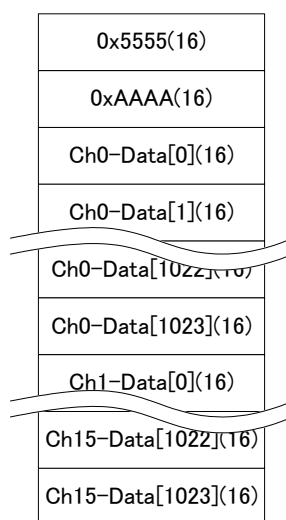 0x5555(16)
0xAAAA(16)
Ch0-Data[0](16)
Ch0-Data[1](16)
Ch0-Data[1022](16)
Ch0-Data[1023](16)
Ch1-Data[0](16)
Ch15-Data[1022](16)
Ch15-Data[1023](16)